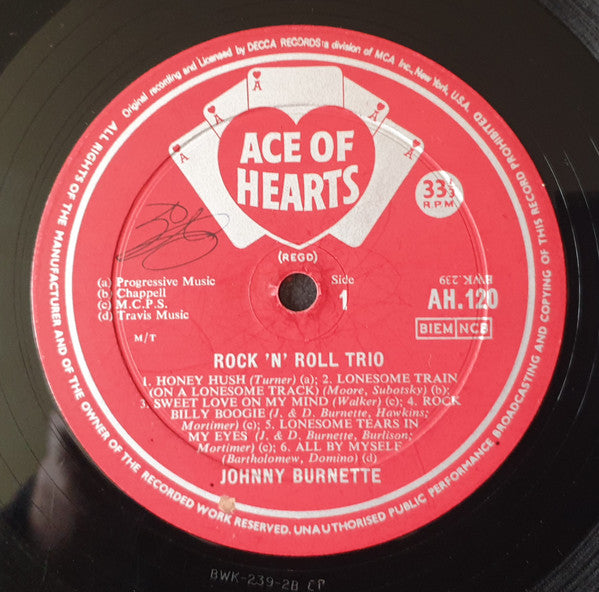 Original recording and Licensed by DECCA RECORDS: a division of MCA Inc., New York, U.S.A.
ALL RIGHTS OF THE MANUFACTURER AND OF THE OWNER OF THE RECORDED WORK RESERVED. UNAUTHORISED PUBLIC PERFORMANCE BROADCASTING AND COPYING OF THIS RECORD PROHIBITED
A A A A
ACE OF
HEARTS
(REGD)
33⅓
R.P.M.
(a) Progressive Music
(b) Chappell
(c) M.C.P.S.
(d) Travis Music
M/T
Side
1
BWK.239
AH.120
BIEM NCB
ROCK 'N' ROLL TRIO
1. HONEY HUSH (Turner) (a); 2. LONESOME TRAIN
(ON A LONESOME TRACK) (Moore, Subotsky) (b);
3. SWEET LOVE ON MY MIND (Walker) (c); 4. ROCK
BILLY BOOGIE (J. & D. Burnette, Hawkins;
Mortimer) (c); 5. LONESOME TEARS IN
MY EYES (J. & D. Burnette, Burlison;
Mortimer) (c); 6. ALL BY MYSELF
(Bartholomew, Domino) (d)
JOHNNY BURNETTE
BWK-239-2B